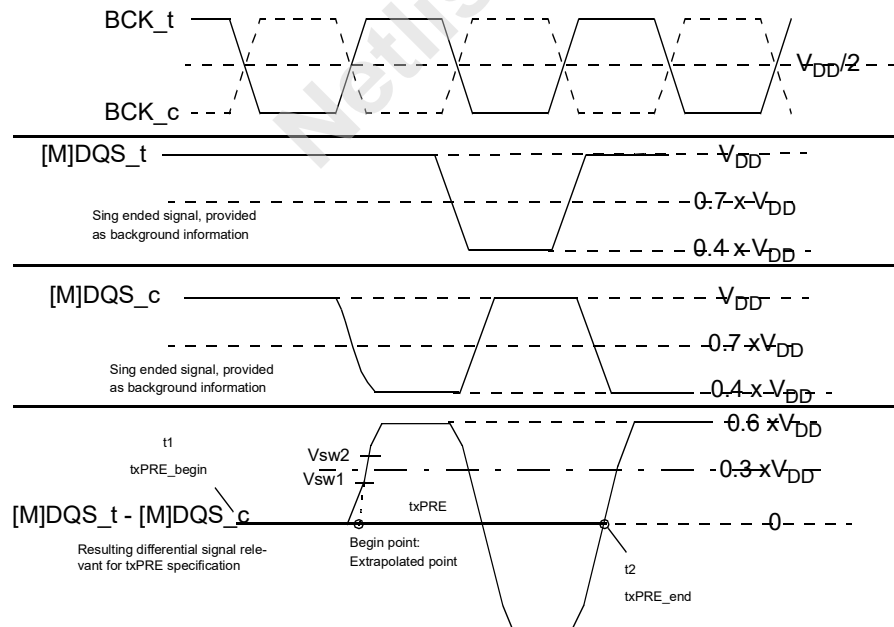 BCK_t
VDD/2
BCK_c
Netlis
[M]DQS_t
VDD
0.7 x VDD
Sing ended signal, provided
as background information
0.4 x VDD
[M]DQS_c
VDD
0.7 xVDD
Sing ended signal, provided
as background information
0.4 x VDD
0.6 xVDD
t1
Vsw2
txPRE_begin
0.3 xVDD
Vsw1
txPRE
[M]DQS_t - [M]DQS_c
0
Resulting differential signal rele-
vant for txPRE specification
Begin point:
Extrapolated point
t2
txPRE_end